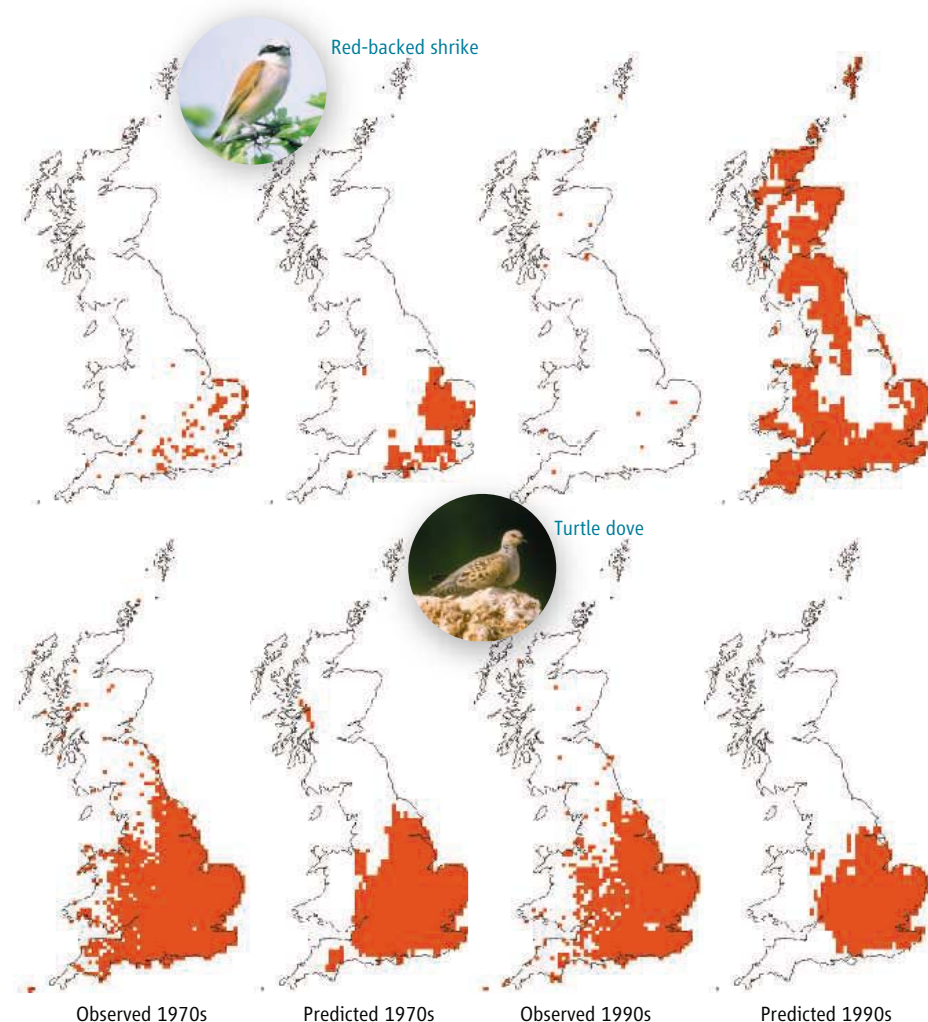 Red-backed shrike
Turtle dove
Observed 1970s
Predicted 1970s
Observed 1990s
Predicted 1990s